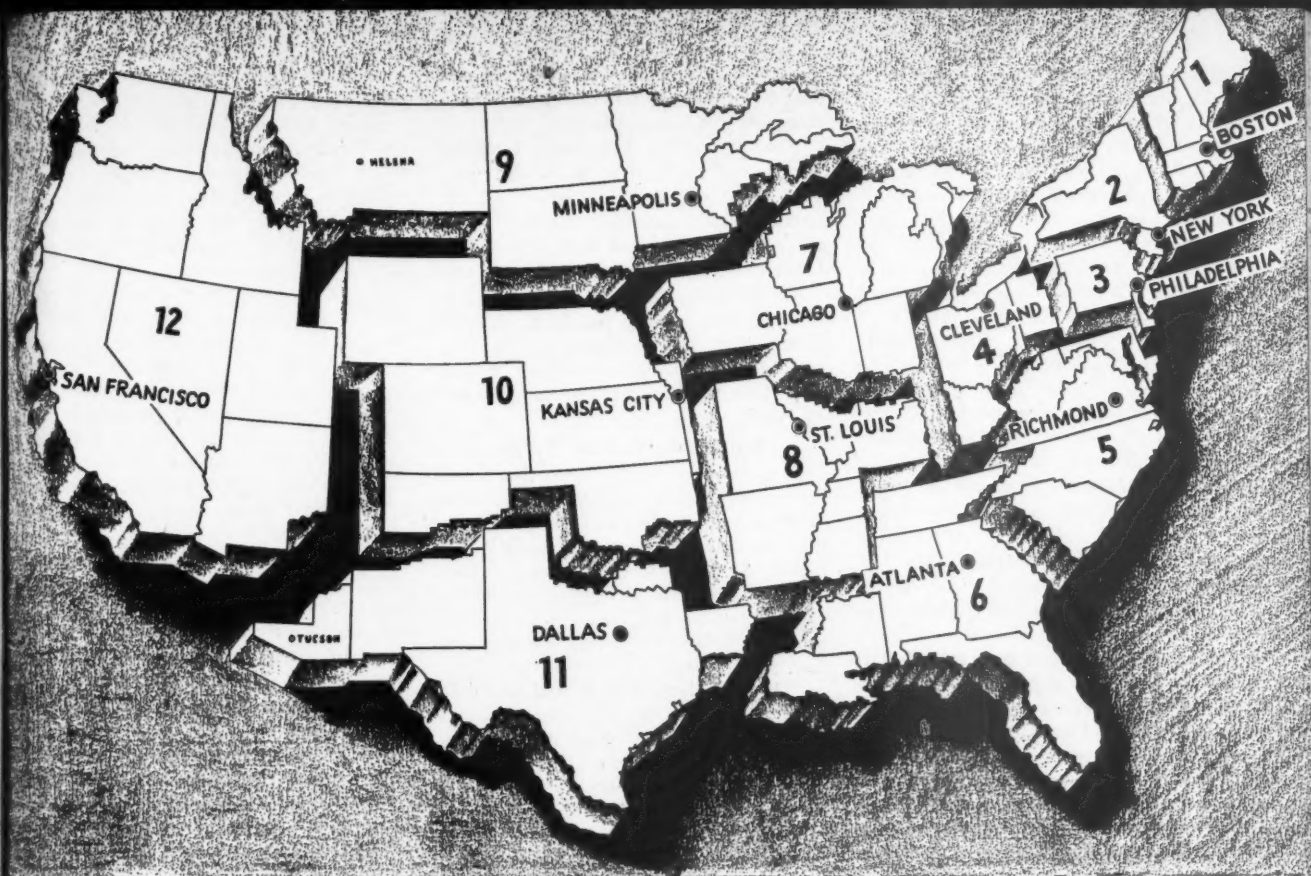 1
BOSTON
HELENA
9
MINNEAPOLIS
2
NEW YORK
7
3
PHILADELPHIA
CHICAGO
CLEVELAND
4
12
SAN FRANCISCO
10
KANSAS CITY
ST. LOUIS
8
RICHMOND
5
ATLANTA
6
TUCSON
DALLAS
11